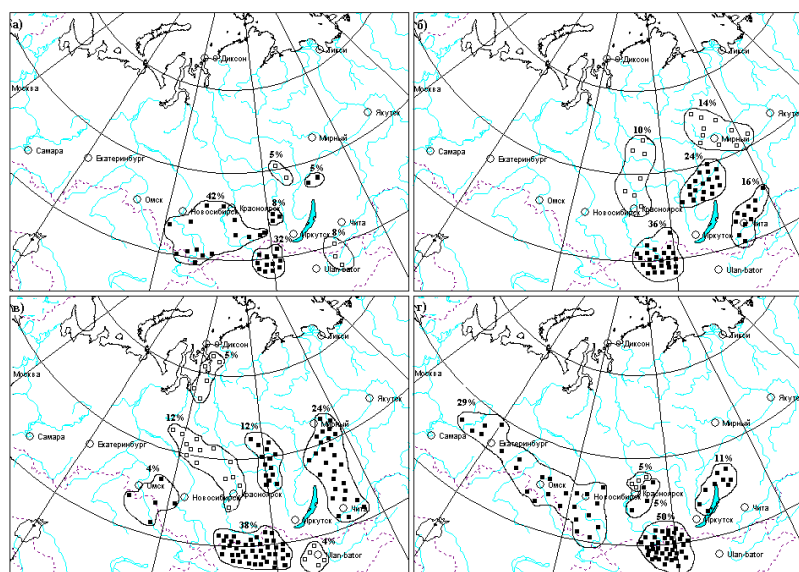 а)
Диксон
Тикси
Москва
Якутск
Мирный
Самара
Екатеринбург
5%
5%
Омск
42%
Новосибирск
Красноярск
8%
Чита
32%
Иркутск
8%
Ulan-bator
б)
Диксон
Тикси
Москва
14%
Якутск
10%
Мирный
Самара
Екатеринбург
24%
16%
Омск
Новосибирск
Красноярск
Чита
36%
Иркутск
Ulan-bator
в)
Диксон
Тикси
5%
Москва
Якутск
24%
12%
12%
Мирный
Самара
Екатеринбург
4%
Омск
Новосибирск
Красноярск
Чита
38%
Иркутск
4%
Ulan-bator
г)
Диксон
Тикси
Москва
29%
Якутск
Мирный
Самара
Екатеринбург
5%
11%
Омск
Новосибирск
Красноярск
5%
Чита
50%
Иркутск
Ulan-bator